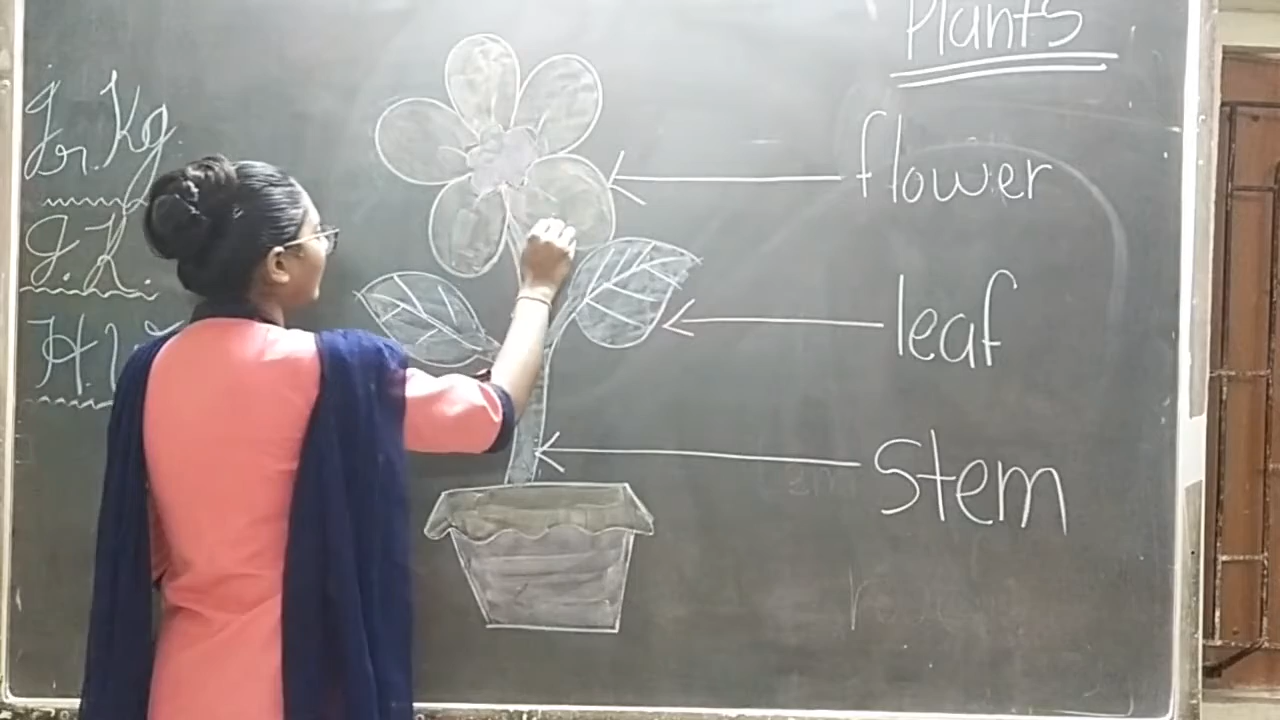 Plants
Jr. Kg.
flower
J.K.
leaf
stem